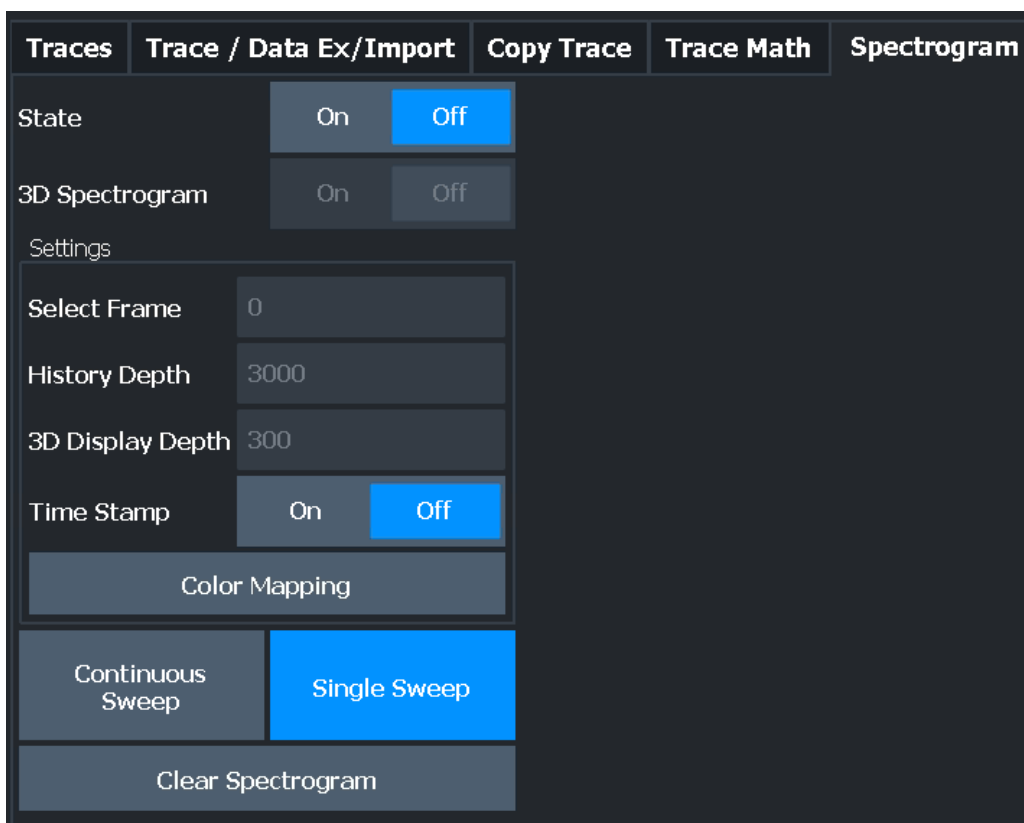 Traces Trace / Data Ex/Import Copy Trace Trace Math Spectrogram
State On Off
3D Spectrogram On Off
Settings
Select Frame 0
History Depth 3000
3D Display Depth 300
Time Stamp On Off
Color Mapping
Continuous
Sweep
Single Sweep
Clear Spectrogram